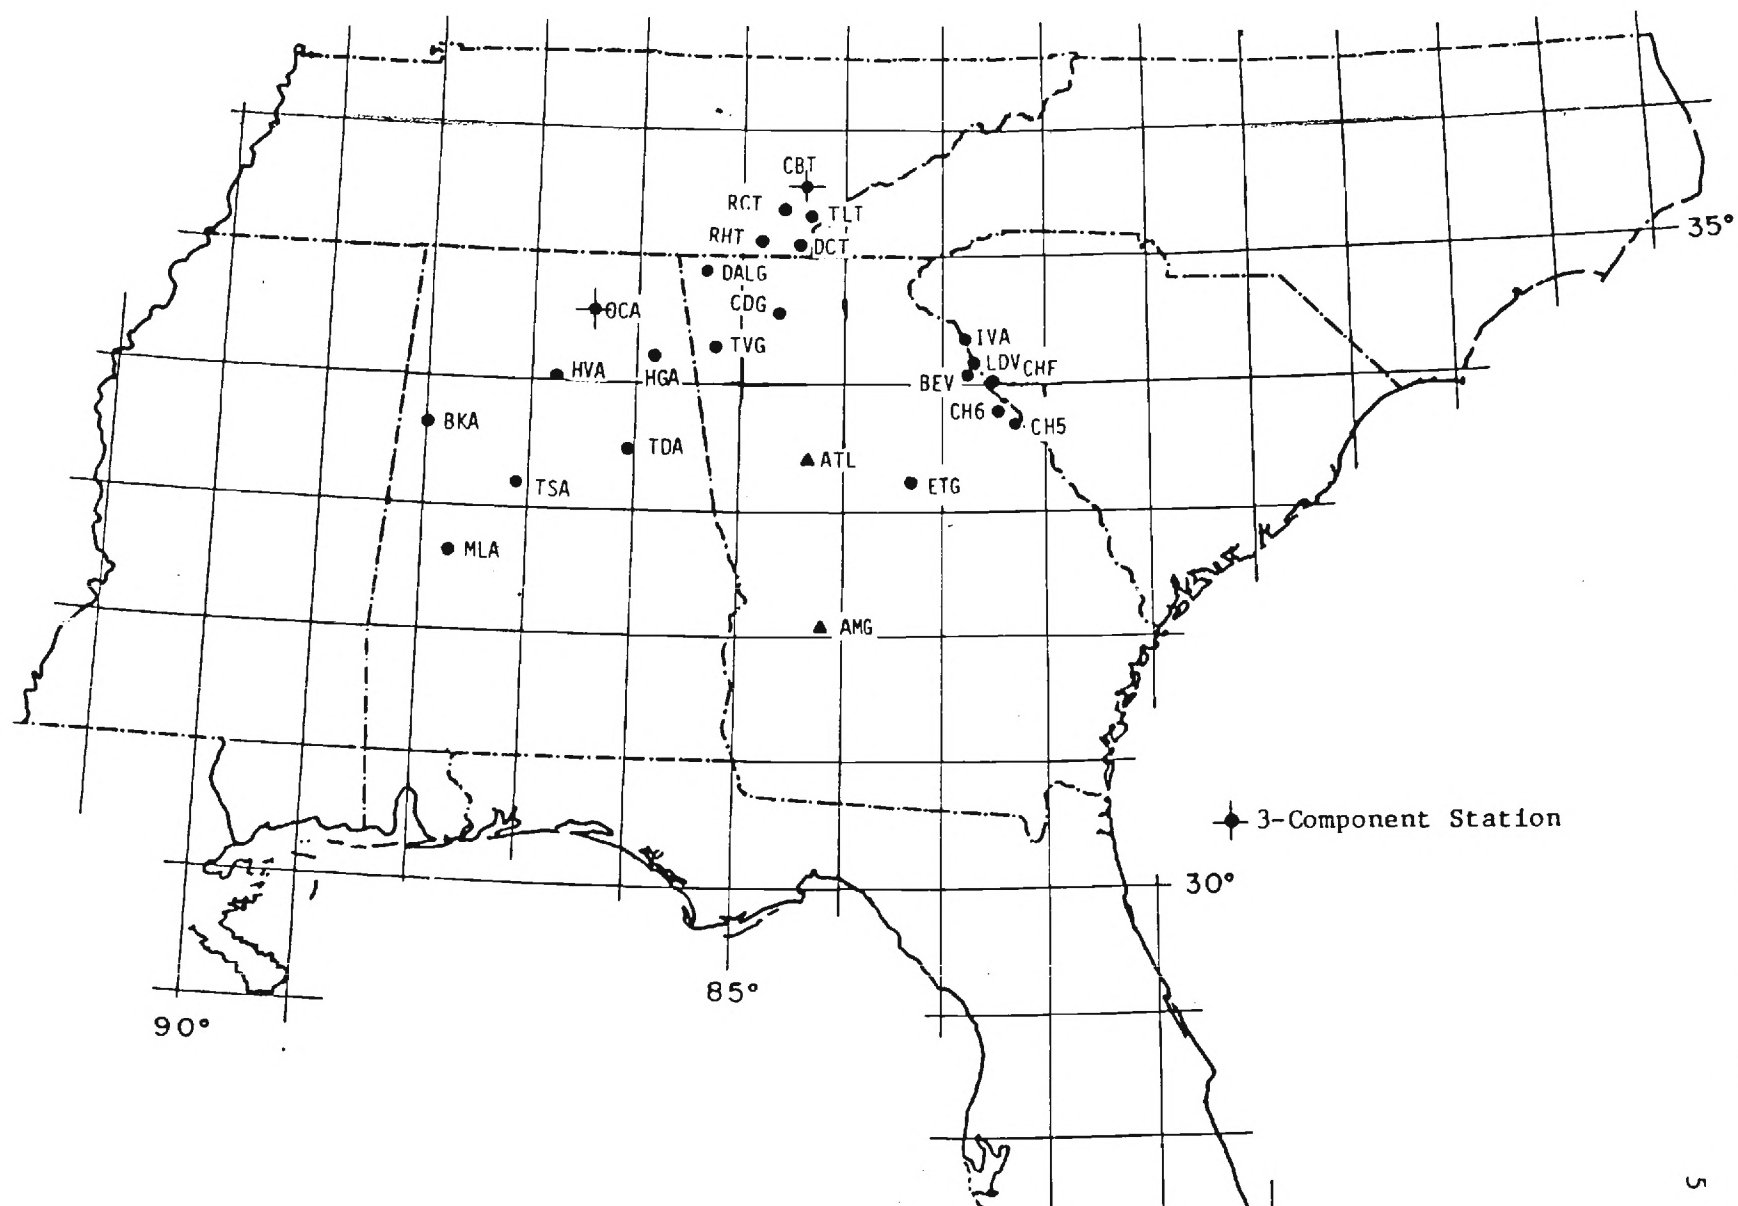 CBT
RCT
TLT
RHT
DCT
35°
DALG
CDG
OCA
TVG
IVA
HVA
HGA
LDV
CHF
BEV
CH6
BKA
CH5
TDA
ATL
TSA
ETG
MLA
AMG
3-Component Station
30°
85°
90°
5